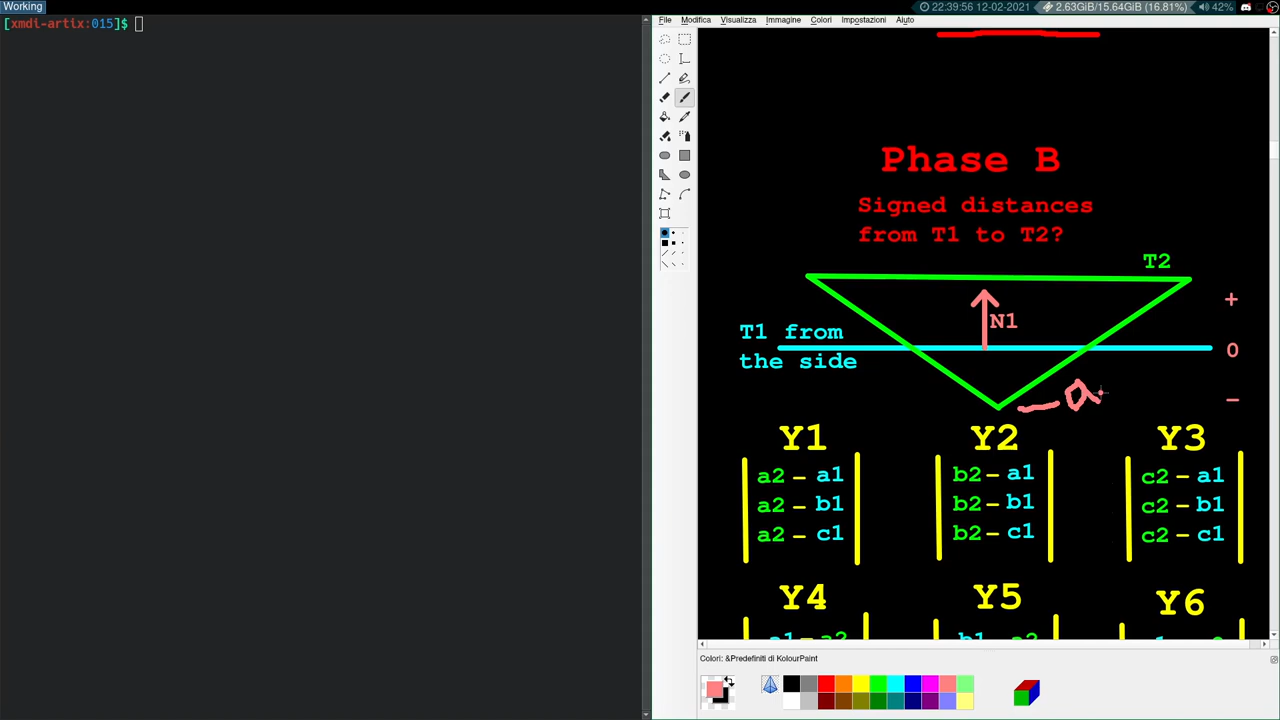 Working
22:39:56 12-02-2021
2.63GiB/15.64GiB (16.81%)
42%
[xmdi-artix:015]$
File Modifica Visualizza Immagine Colori Impostazioni Aiuto
Phase B
Signed distances
from T1 to T2?
T2
+
N1
T1 from
the side
0
a
−
Y1 Y2 Y3
a2 − a1
a2 − b1
a2 − c1
b2 − a1
b2 − b1
b2 − c1
c2 − a1
c2 − b1
c2 − c1
Y4 Y5 Y6
Colori: &Predefiniti di KolourPaint